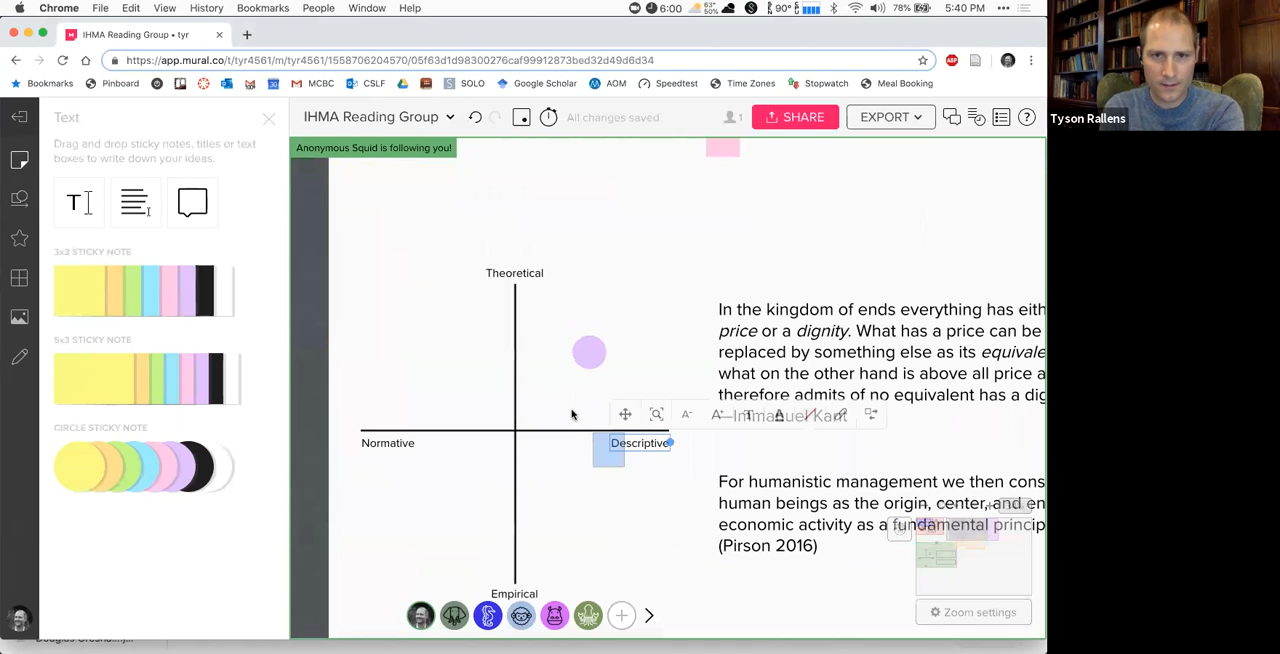 Chrome File Edit View History Bookmarks People Window Help
6:00 63° 50% 90° 78% 5:40 PM
IHMA Reading Group • tyr
https://app.mural.co/t/tyr4561/m/tyr4561/1558706204570/05f63d1d98300276caf99912873bed32d49d6d34
Bookmarks Pinboard MCBC CSLF SOLO Google Scholar AOM Speedtest Time Zones Stopwatch Meal Booking
Tyson Rallens
Text
IHMA Reading Group All changes saved 1 SHARE EXPORT
Drag and drop sticky notes, titles or text
boxes to write down your ideas.
Anonymous Squid is following you!
3x3 STICKY NOTE
5x3 STICKY NOTE
CIRCLE STICKY NOTE
Theoretical
Normative
Descriptive
Empirical
In the kingdom of ends everything has eith
price or a dignity. What has a price can be
replaced by something else as its equivale
what on the other hand is above all price a
therefore admits of no equivalent has a dig
—Immanuel Kant
For humanistic management we then cons
human beings as the origin, center, and en
economic activity as a fundamental princip
(Pirson 2016)
Zoom settings